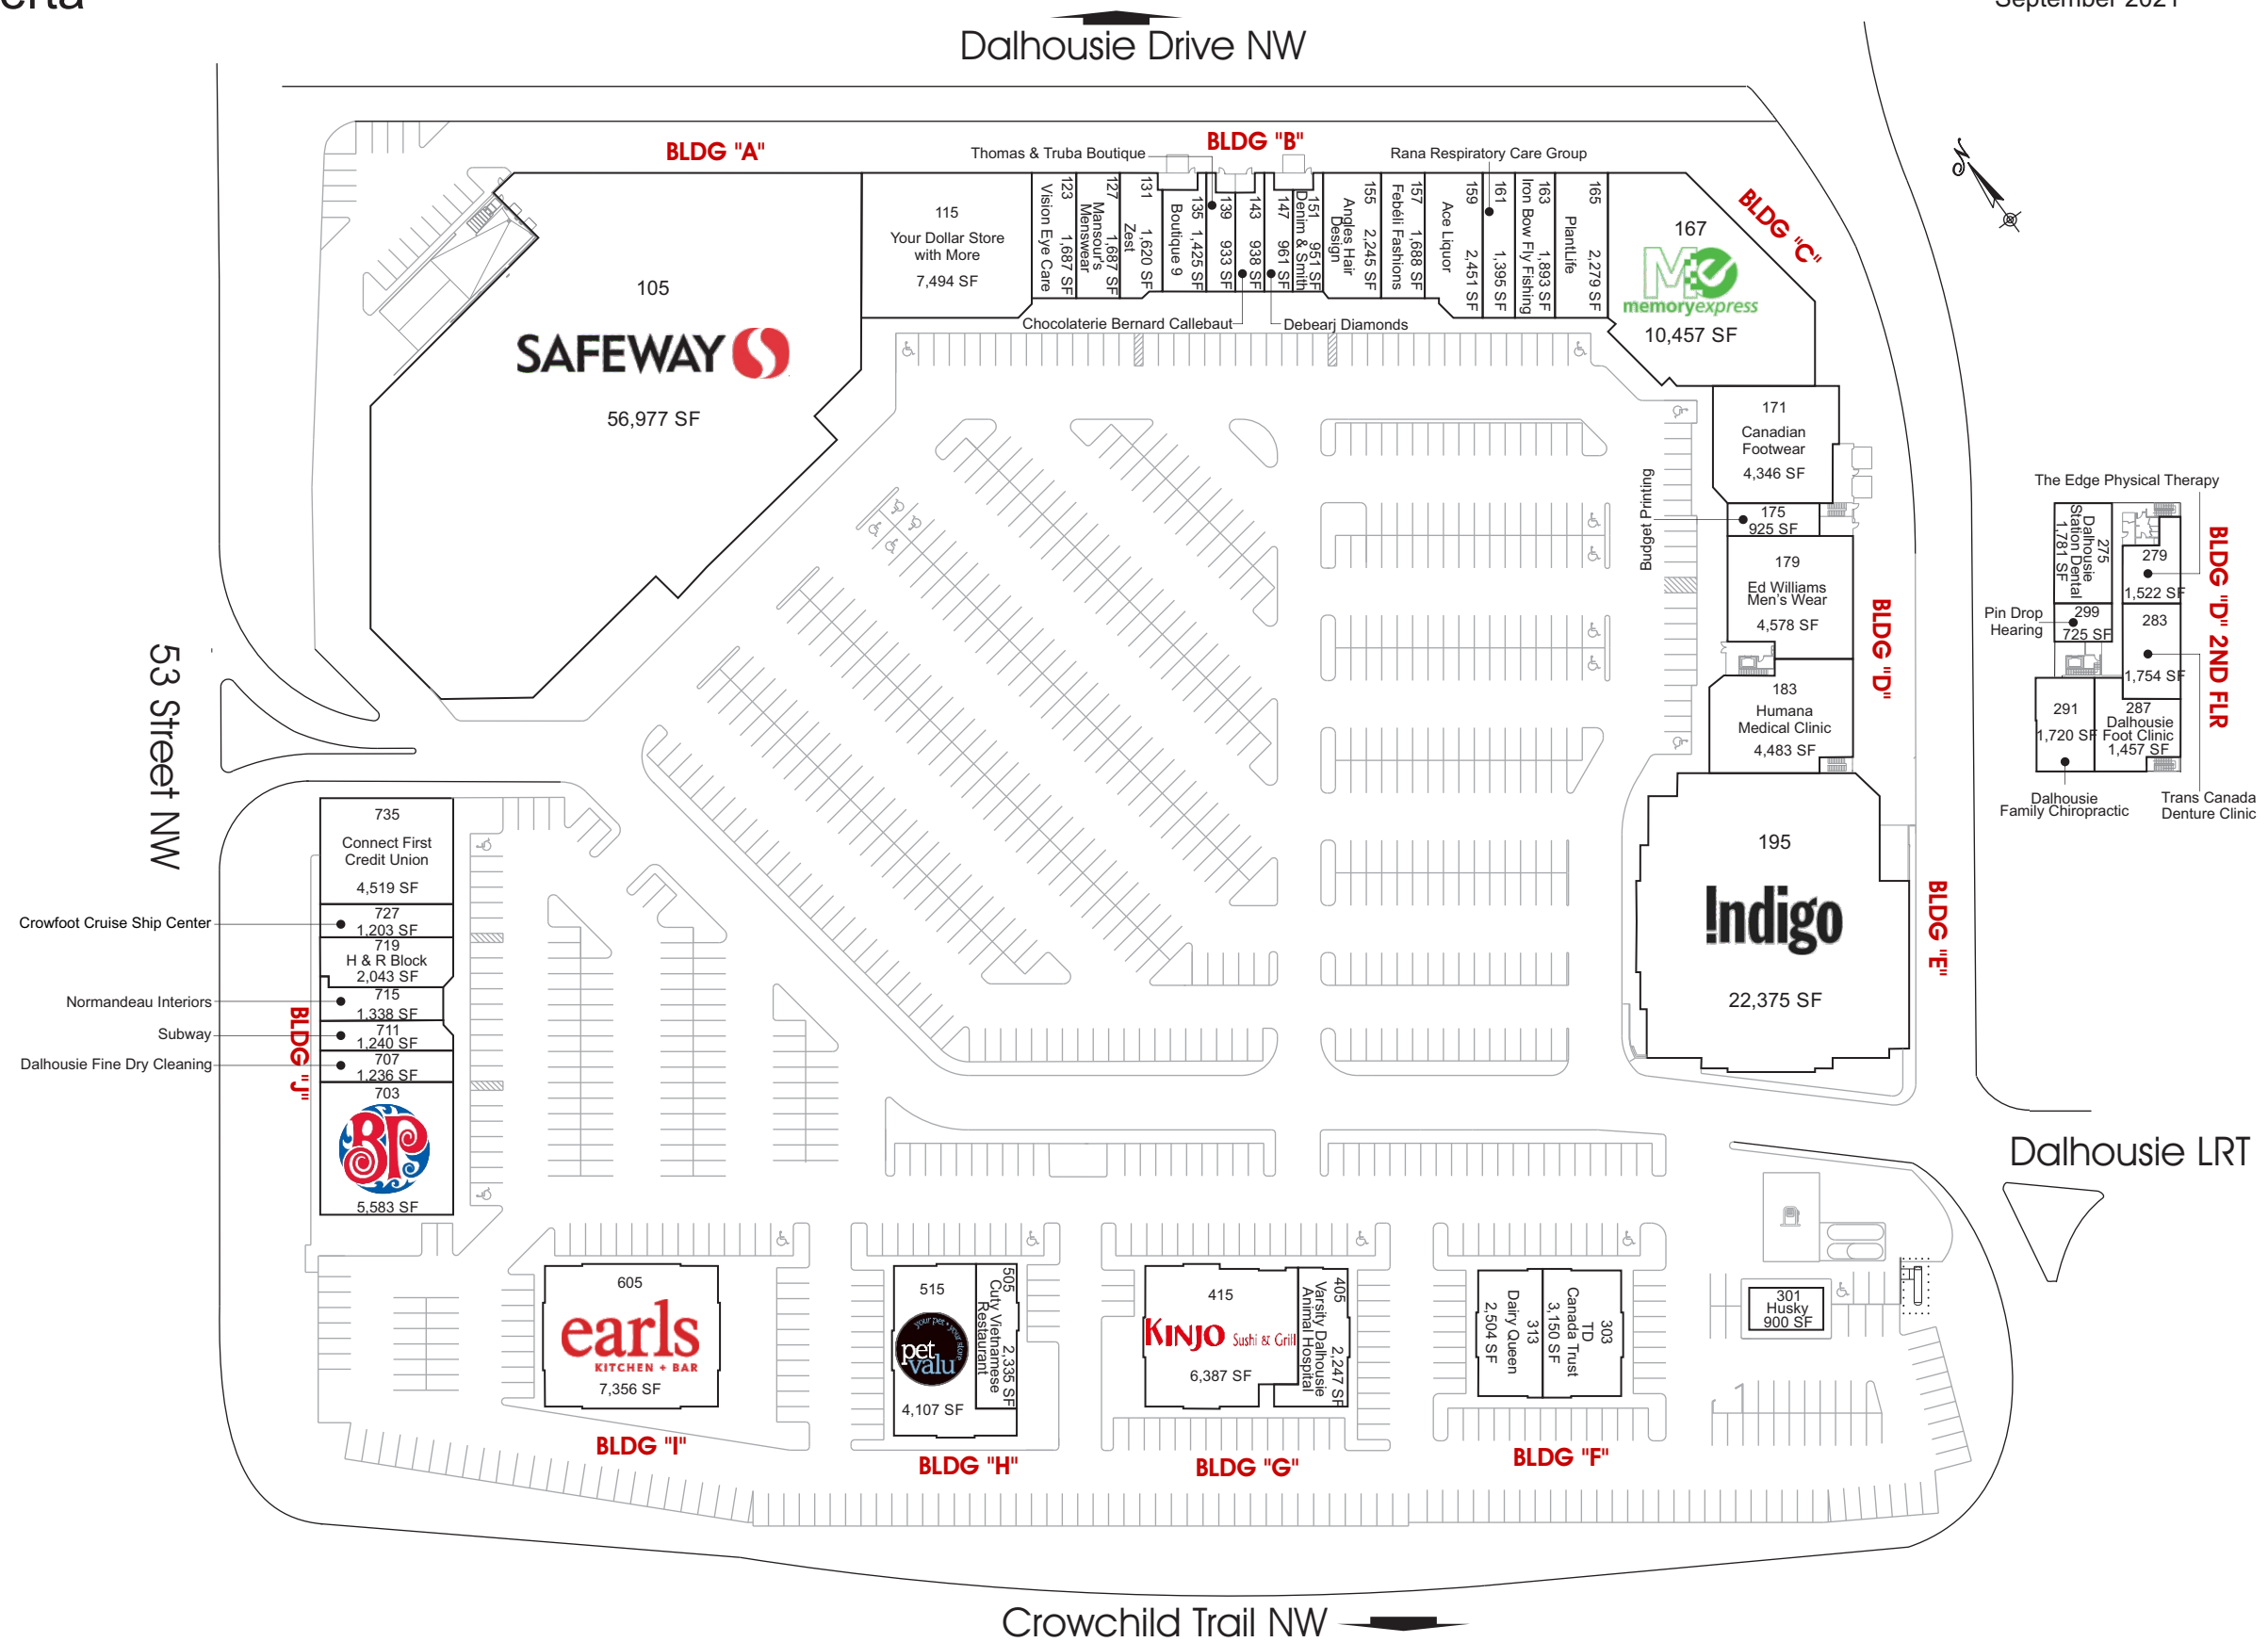 Dalhousie Drive NW
BLDG "A"
BLDG "B"
BLDG "C"
Thomas & Truba Boutique
Rana Respiratory Care Group
105
SAFEWAY
56,977 SF
115
Your Dollar Store
with More
7,494 SF
123 1,687 SF
Vision Eye Care
127 1,687 SF
Mansour's
Menswear
131 1,620 SF
Zest
135 1,425 SF
Boutique 9
139 933 SF
143 938 SF
147 961 SF
151 951 SF
Denim & Smith
155 2,245 SF
Angles Hair
Design
157 1,688 SF
Febéli Fashions
159 2,451 SF
Ace Liquor
161 1,395 SF
163 1,893 SF
Iron Bow Fly Fishing
165 2,279 SF
PlantLife
167
Me
memoryexpress
10,457 SF
Chocolaterie Bernard Callebaut
Debearj Diamonds
171
Canadian
Footwear
4,346 SF
Budget Printing
175
925 SF
179
Ed Williams
Men's Wear
4,578 SF
BLDG "D"
183
Humana
Medical Clinic
4,483 SF
The Edge Physical Therapy
275
Dalhousie
Station Dental
1,781 SF
279
1,522 SF
BLDG "D" 2ND FLR
Pin Drop
Hearing
299
725 SF
283
1,754 SF
291
1,720 SF
287
Dalhousie
Foot Clinic
1,457 SF
Dalhousie
Family Chiropractic
Trans Canada
Denture Clinic
195
!ndigo
22,375 SF
BLDG "E"
53 Street NW
735
Connect First
Credit Union
4,519 SF
Crowfoot Cruise Ship Center
727
1,203 SF
719
H & R Block
2,043 SF
Normandeau Interiors
715
1,338 SF
Subway
711
1,240 SF
Dalhousie Fine Dry Cleaning
707
1,236 SF
BLDG "J"
703
BP
5,583 SF
Dalhousie LRT
605
earls
KITCHEN + BAR
7,356 SF
BLDG "I"
515
your pet • your store
pet
valu
4,107 SF
505 2,335 SF
Cuty Vietnamese
Restaurant
BLDG "H"
415
KINJO Sushi & Grill
6,387 SF
405 2,247 SF
Varsity Dalhousie
Animal Hospital
BLDG "G"
313
Dairy Queen
2,504 SF
303
TD
Canada Trust
3,150 SF
BLDG "F"
301
Husky
900 SF
Crowchild Trail NW